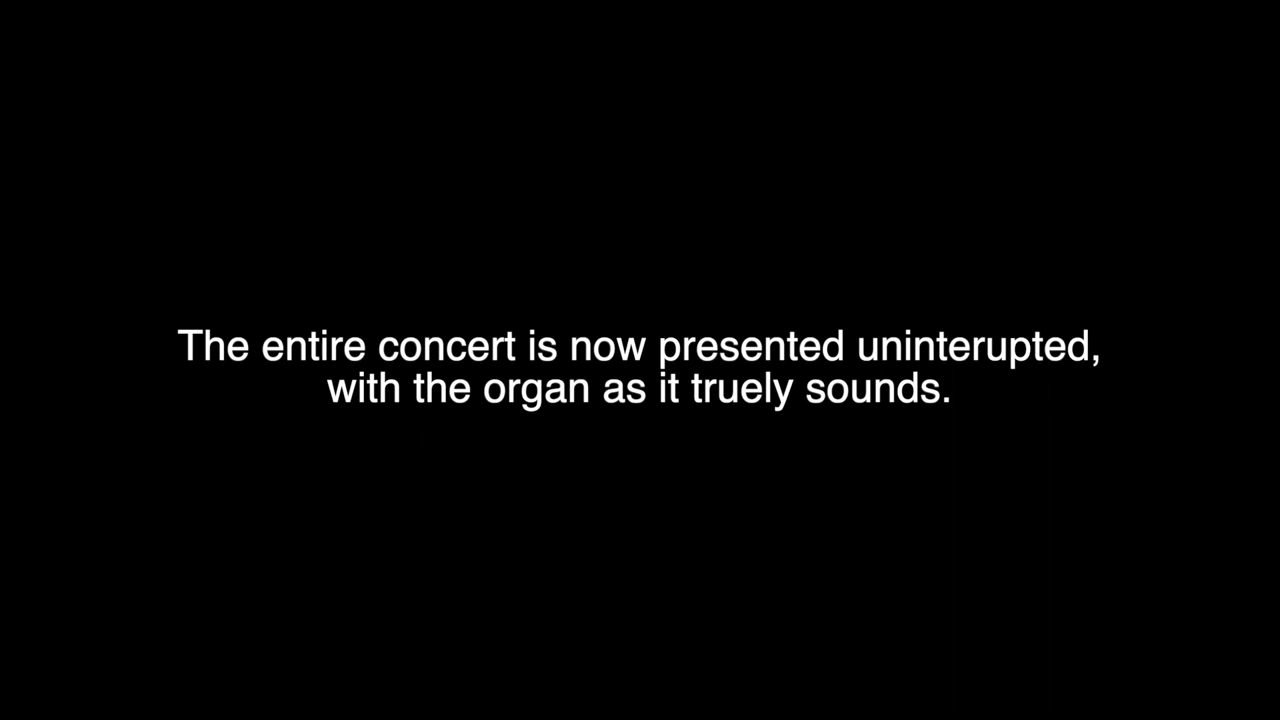 The entire concert is now presented uninterupted,
with the organ as it truely sounds.